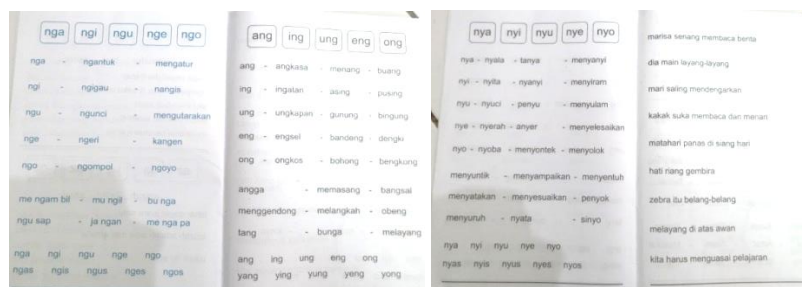 nga ngi ngu nge ngo
nga - ngantuk - mengatur
ngi - ngigau - nangis
ngu - ngunci - mengutarakan
nge - ngeri - kangen
ngo - ngompol - ngoyo
me ngam bil - mu ngil - bu nga
ngu sap - ja ngan - me nga pa
nga ngi ngu nge ngo
ngas ngis ngus nges ngos
ang ing ung eng ong
ang - angkasa - menang - buang
ing - ingatan - asing - pusing
ung - ungkapan - gunung - bingung
eng - engsel - bandeng - dengki
ong - ongkos - bohong - bengkung
angga - memasang - bangsal
menggendong - melangkah - obeng
tang - bunga - melayang
ang ing ung eng ong
yang ying yung yeng yong
nya nyi nyu nye nyo
nya - nyata - tanya - menyanyi
nyi - nyita - nyanyi - menyiram
nyu - nyuci - penyu - menyulam
nye - nyerah - anyer - menyelesaikan
nyo - nyoba - menyontek - menyolok
menyuntik - menyampaikan - menyentuh
menyatakan - menyesuaikan - penyok
menyuruh - nyata - sinyo
nya nyi nyu nye nyo
nyas nyis nyus nyes nyos
marisa senang membaca berita
dia main layang-layang
mari saling mendengarkan
kakak suka membaca dan menari
matahari panas di siang hari
hati riang gembira
zebra itu belang-belang
melayang di atas awan
kita harus menguasai pelajaran